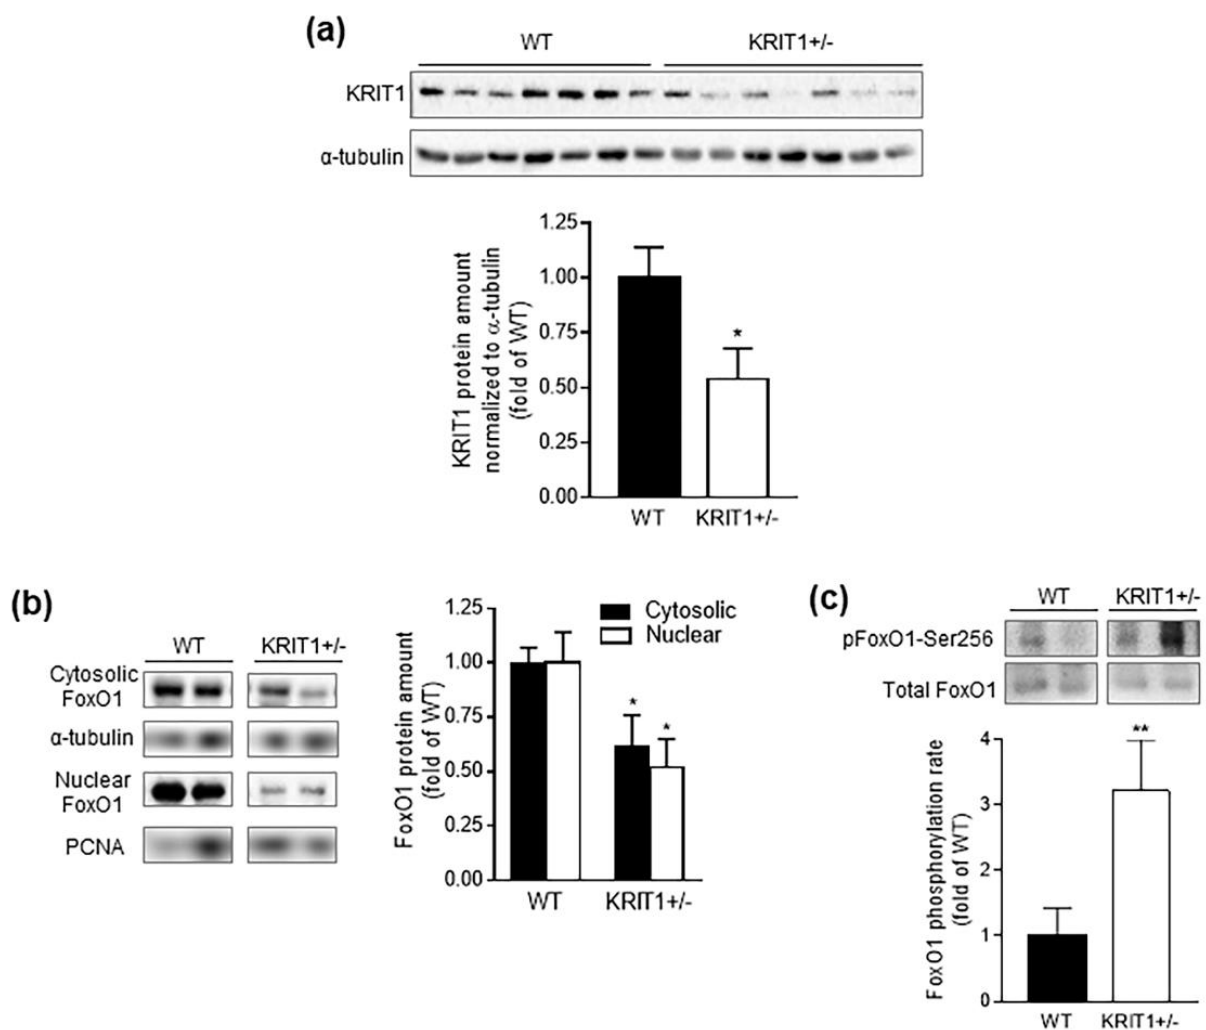 (a)
WT KRIT1+/-
KRIT1
α-tubulin
KRIT1 protein amount
normalized to α-tubulin
(fold of WT)
1.25
1.00
0.75
0.50
0.25
0.00
*
WT KRIT1+/-
(b)
WT KRIT1+/-
Cytosolic
FoxO1
α-tubulin
Nuclear
FoxO1
PCNA
FoxO1 protein amount
(fold of WT)
1.25
1.00
0.75
0.50
0.25
0.00
Cytosolic
Nuclear
* *
WT KRIT1+/-
(c)
WT KRIT1+/-
pFoxO1-Ser256
Total FoxO1
FoxO1 phosphorylation rate
(fold of WT)
4
3
2
1
0
**
WT KRIT1+/-